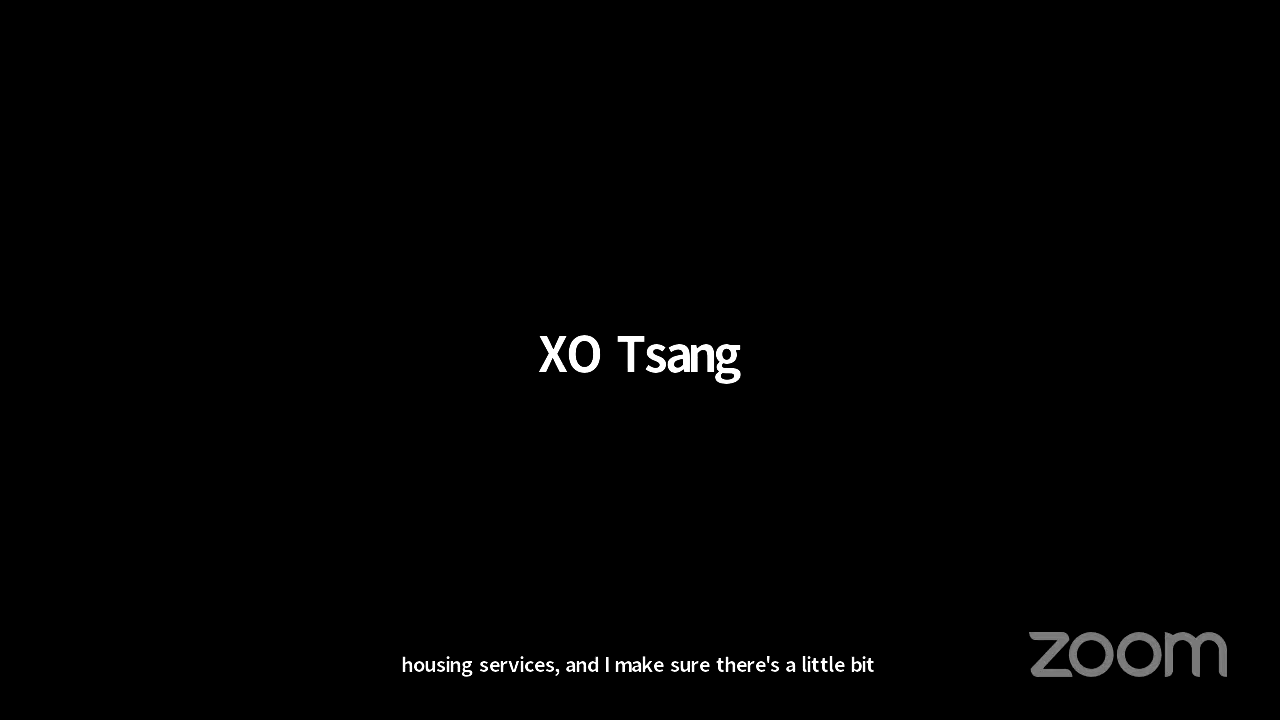 XO Tsang
zoom
housing services, and I make sure there's a little bit